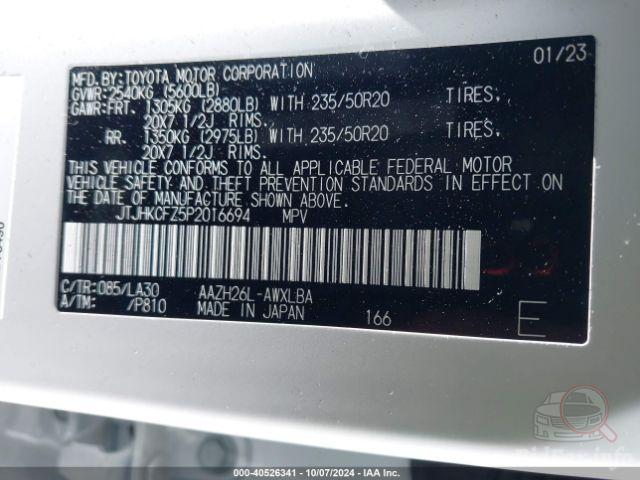 MFD. BY:TOYOTA MOTOR CORPORATION 01/23
GVWR:2540KG (5600LB)
GAWR:FRT. 1305KG (2880LB) WITH 235/50R20 TIRES,
20X7 1/2J RIMS.
RR. 1350KG (2975LB) WITH 235/50R20 TIRES,
20X7 1/2J RIMS.
THIS VEHICLE CONFORMS TO ALL APPLICABLE FEDERAL MOTOR
VEHICLE SAFETY AND THEFT PREVENTION STANDARDS IN EFFECT ON
THE DATE OF MANUFACTURE SHOWN ABOVE.
JTJHKCFZ5P2016694 MPV
C/TR:085/LA30 AAZH26L-AWXLBA
A/TM: /P810 MADE IN JAPAN 166 E
BidCar.info
000-40526341 - 10/07/2024 - IAA Inc.